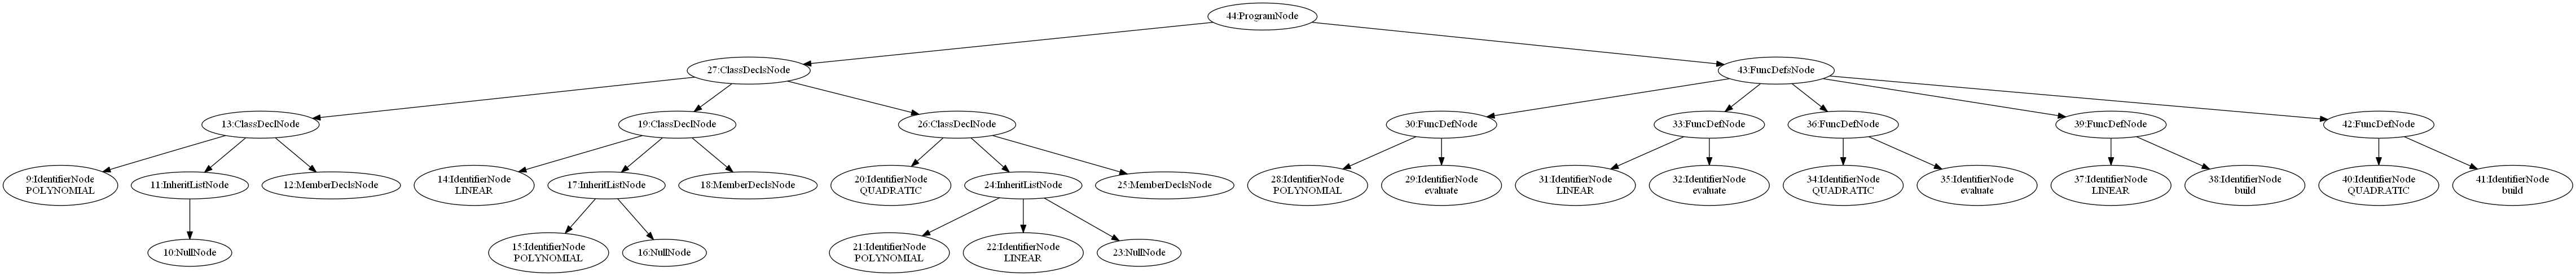 44:ProgramNode
27:ClassDeclsNode
43:FuncDefsNode
13:ClassDeclNode
19:ClassDeclNode
26:ClassDeclNode
30:FuncDefNode
33:FuncDefNode
36:FuncDefNode
39:FuncDefNode
42:FuncDefNode
9:IdentifierNode
POLYNOMIAL
11:InheritListNode
12:MemberDeclsNode
14:IdentifierNode
LINEAR
17:InheritListNode
18:MemberDeclsNode
20:IdentifierNode
QUADRATIC
24:InheritListNode
25:MemberDeclsNode
28:IdentifierNode
POLYNOMIAL
29:IdentifierNode
evaluate
31:IdentifierNode
LINEAR
32:IdentifierNode
evaluate
34:IdentifierNode
QUADRATIC
35:IdentifierNode
evaluate
37:IdentifierNode
LINEAR
38:IdentifierNode
build
40:IdentifierNode
QUADRATIC
41:IdentifierNode
build
10:NullNode
15:IdentifierNode
POLYNOMIAL
16:NullNode
21:IdentifierNode
POLYNOMIAL
22:IdentifierNode
LINEAR
23:NullNode